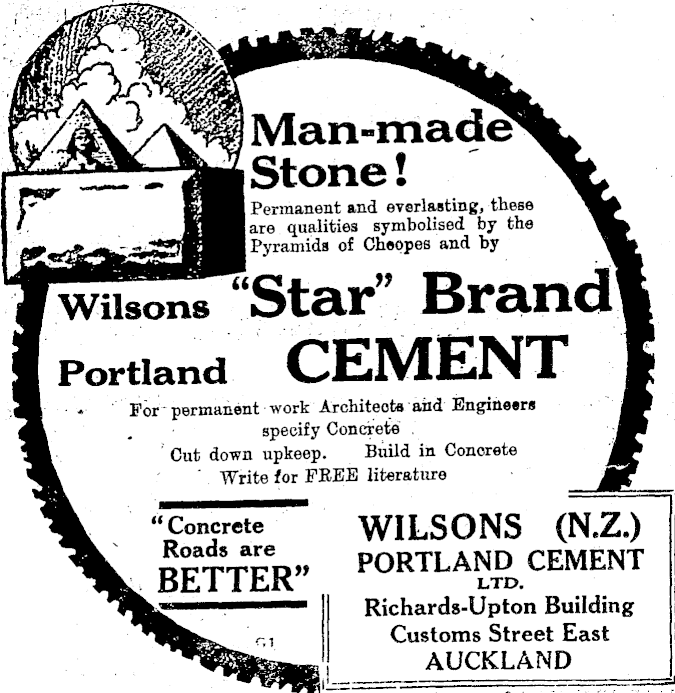 Man-made
Stone!
Permanent and everlasting, these
are qualities symbolised by the
Pyramids of Cheopes and by
Wilsons "Star" Brand
Portland CEMENT
For permanent work Architects and Engineers
specify Concrete
Cut down upkeep. Build in Concrete
Write for FREE literature
"Concrete
Roads are
BETTER"
G1
WILSONS (N.Z.)
PORTLAND CEMENT
LTD.
Richards-Upton Building
Customs Street East
AUCKLAND